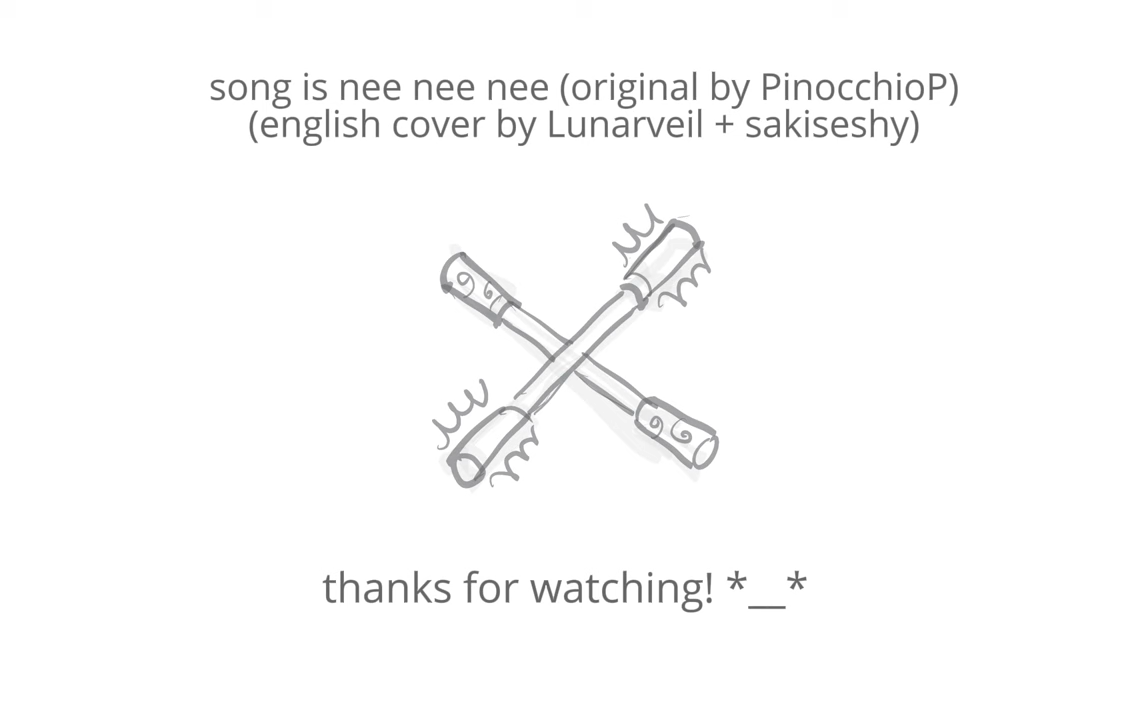 song is nee nee nee (original by PinocchioP)
(english cover by Lunarveil + sakiseshy)
thanks for watching! *__*